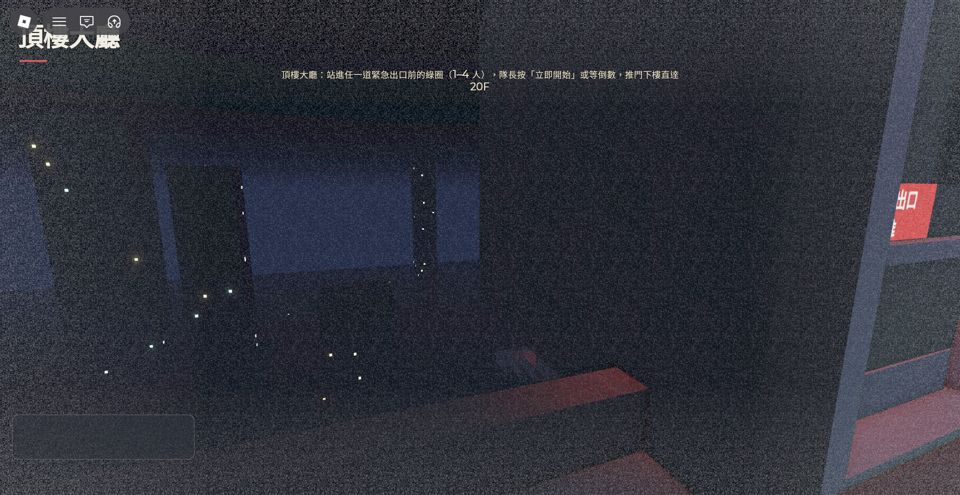 頂樓大廳
頂樓大廳：站進任一道緊急出口前的綠圈（1–4 人），隊長按「立即開始」或等倒數，推門下樓直達
20F
出口